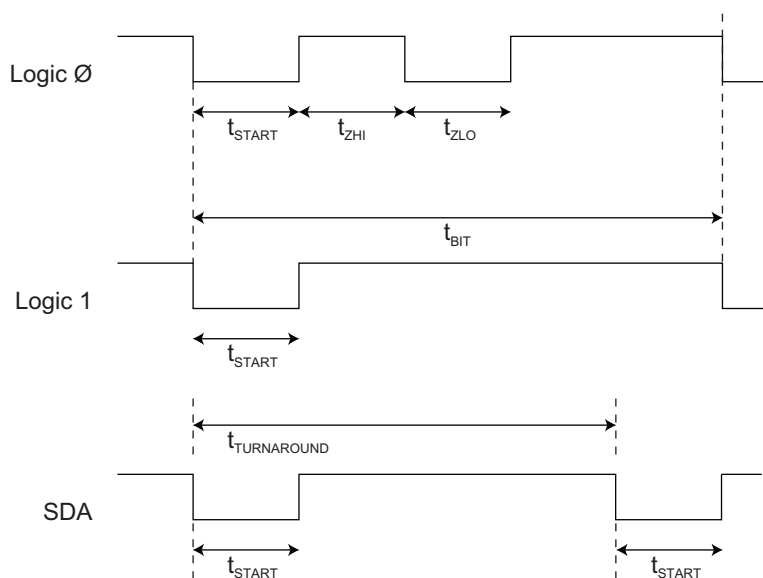 Logic Ø
tSTART tZHI tZLO
tBIT
Logic 1
tSTART
tTURNAROUND
SDA
tSTART tSTART